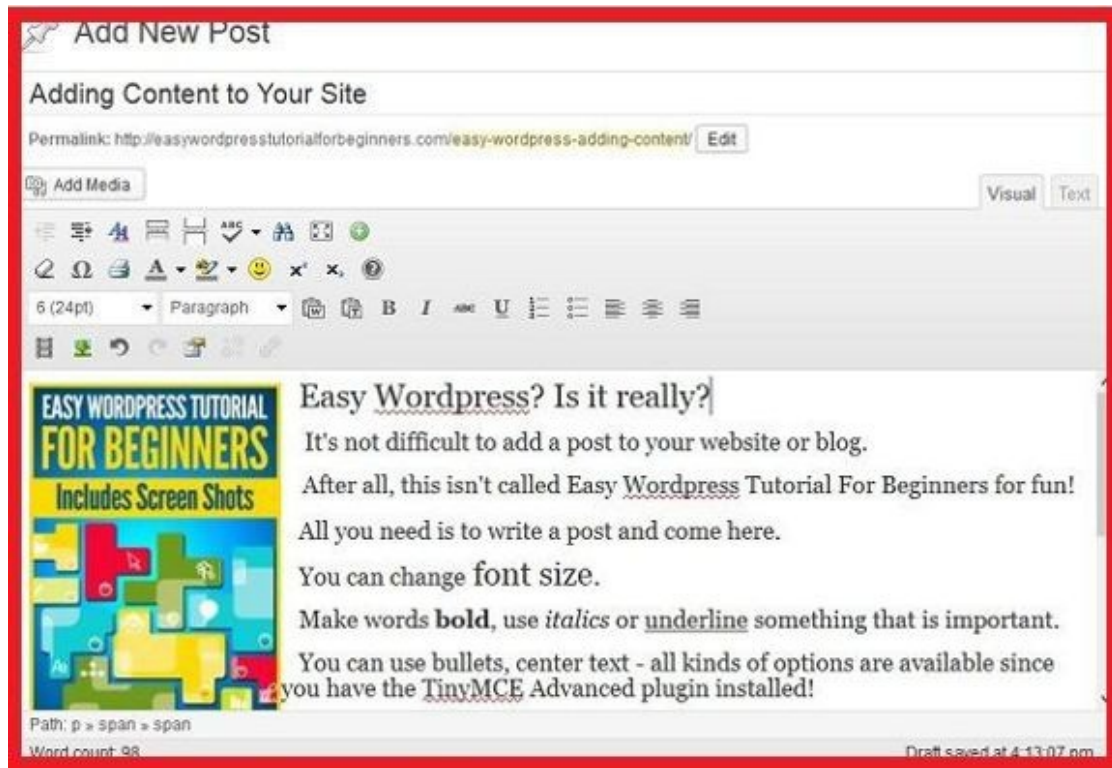 Add New Post
Adding Content to Your Site
Permalink: http://easywordpresstutorialforbeginners.com/easy-wordpress-adding-content/ Edit
Add Media
Visual Text
ABC
6 (24pt) Paragraph B I ABC U
EASY WORDPRESS TUTORIAL
FOR BEGINNERS
Includes Screen Shots
Easy Wordpress? Is it really?
It's not difficult to add a post to your website or blog.
After all, this isn't called Easy Wordpress Tutorial For Beginners for fun!
All you need is to write a post and come here.
You can change font size.
Make words bold, use italics or underline something that is important.
You can use bullets, center text - all kinds of options are available since
you have the TinyMCE Advanced plugin installed!
Path: p » span » span
Word count: 98 Draft saved at 4:13:07 pm